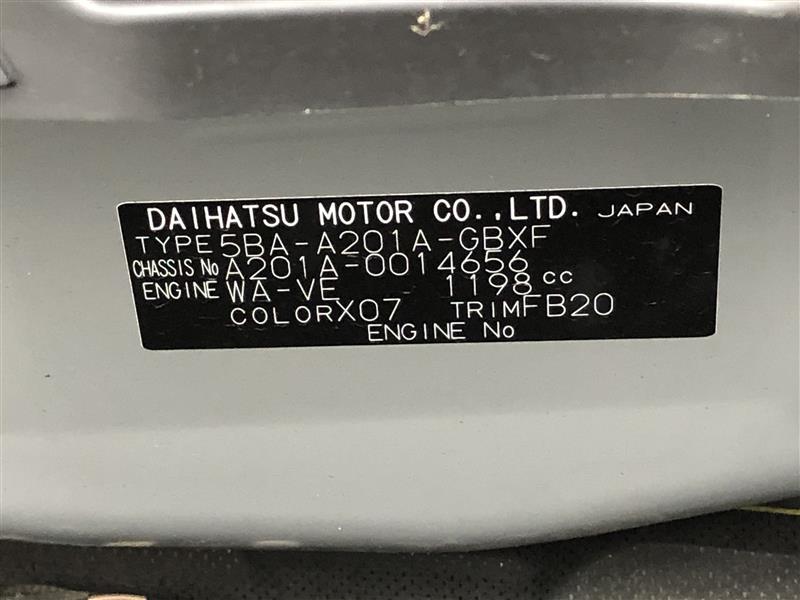 DAIHATSU MOTOR CO.,LTD. JAPAN
TYPE 5BA-A201A-GBXF
CHASSIS No A201A-0014656
ENGINE WA-VE 1198 cc
COLOR X07 TRIM FB20
ENGINE No